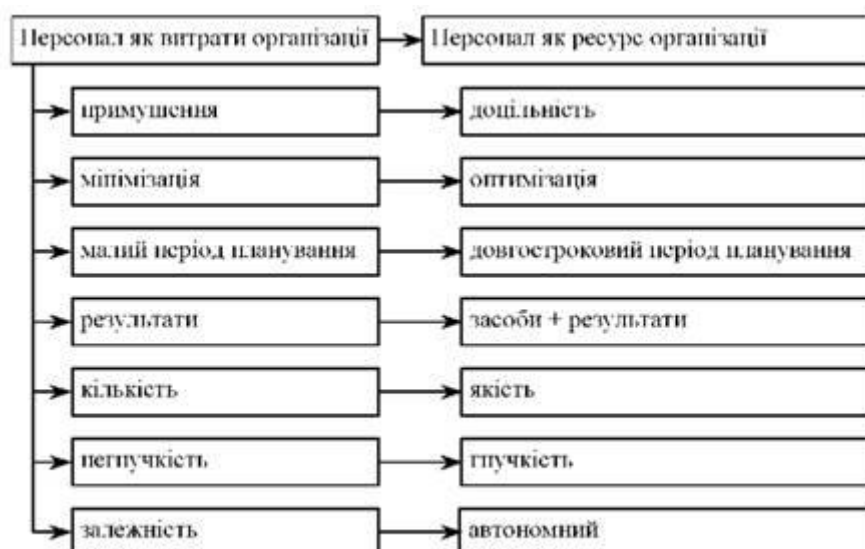 Персонал як витрати організації
Персонал як ресурс організації
примушення
доцільність
мінімізація
оптимізація
малий період планування
довгостроковий період планування
результати
засоби + результати
кількість
якість
негнучкість
гнучкість
залежність
автономний